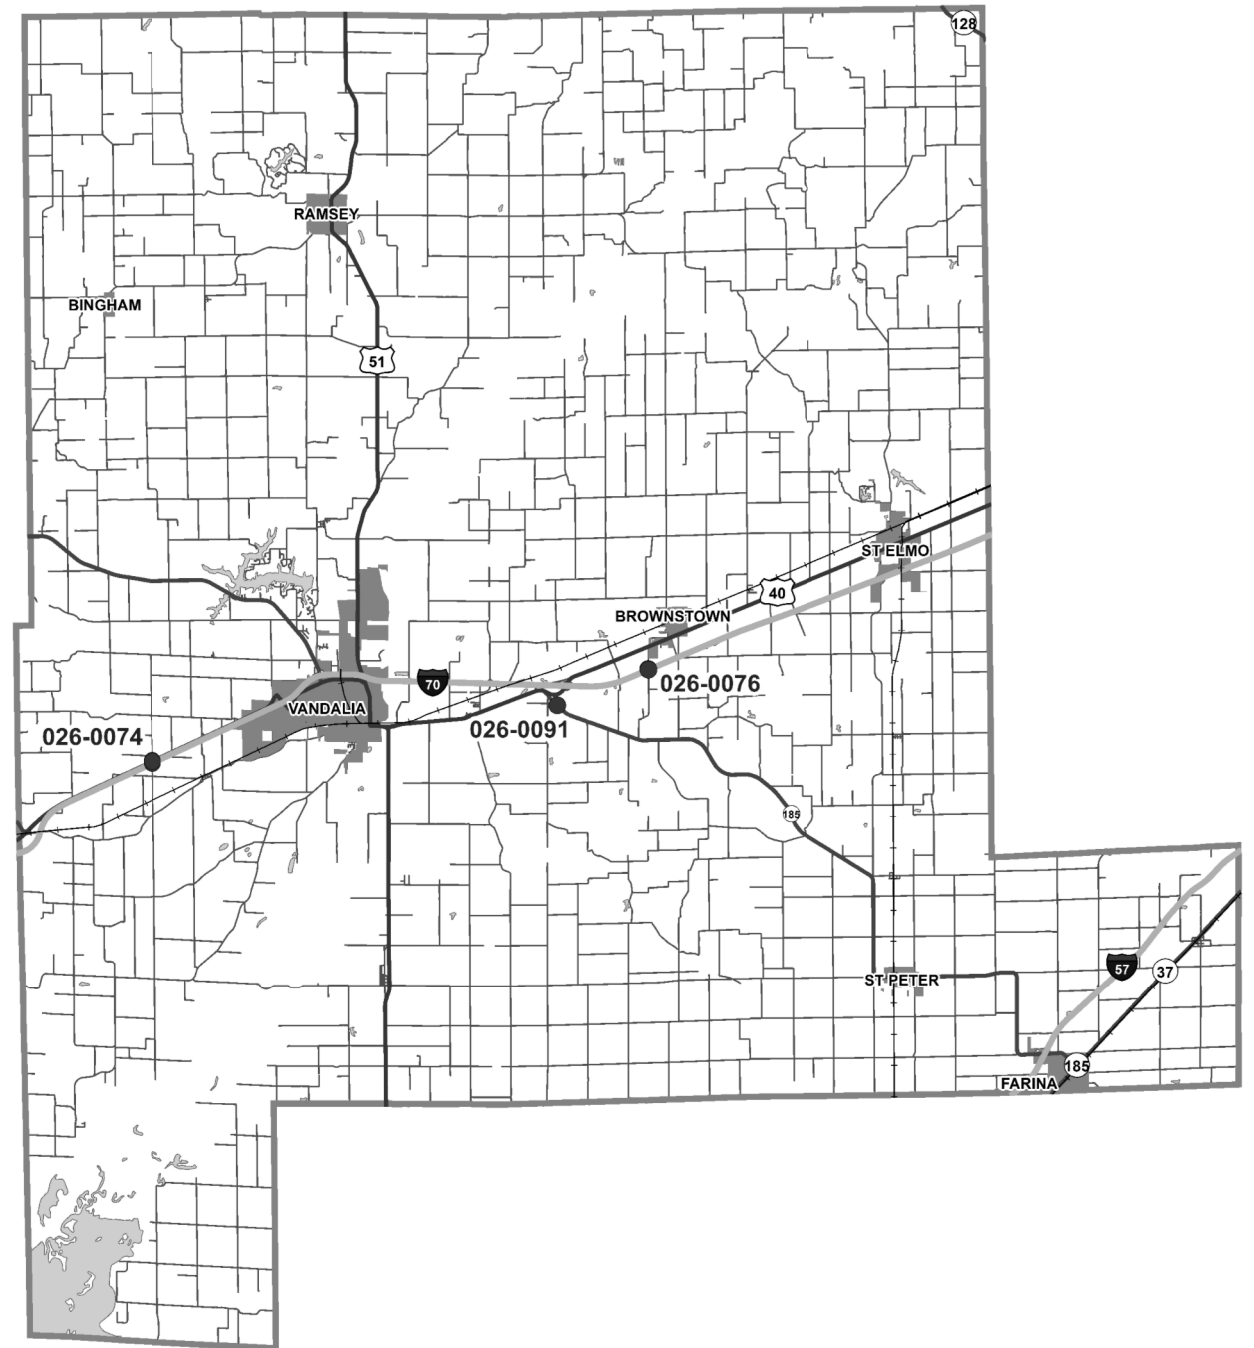 128
RAMSEY
BINGHAM
51
ST ELMO
40
BROWNSTOWN
70
026-0076
VANDALIA
026-0091
026-0074
185
57
37
ST PETER
185
FARINA